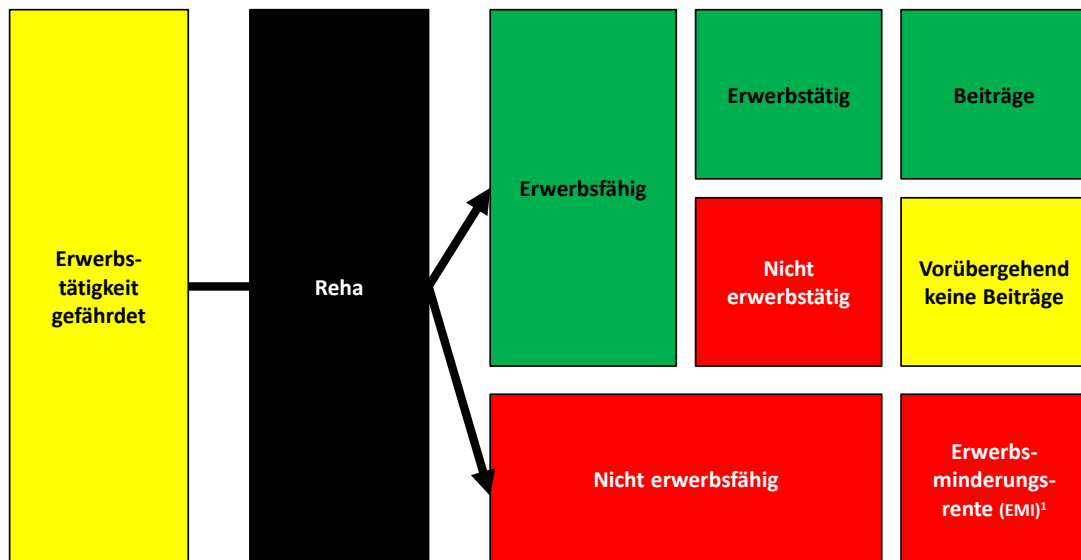 Erwerbs-
tätigkeit
gefährdet
Reha
Erwerbsfähig
Erwerbstätig
Beiträge
Nicht
erwerbstätig
Vorübergehend
keine Beiträge
Nicht erwerbsfähig
Erwerbs-
minderungs-
rente (EMI)¹